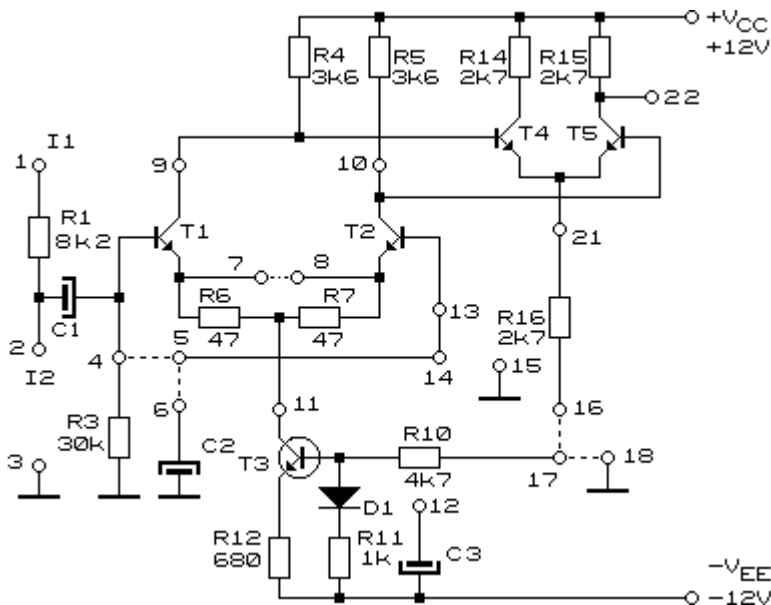 +VCC
+12V
R4
3k6
R5
3k6
R14
2k7
R15
2k7
22
T4
T5
I1
1
9
10
R1
8k2
T1
T2
7
8
21
C1
R6
47
R7
47
13
R16
2k7
2
I2
4
5
14
15
6
11
16
R3
30k
C2
T3
R10
4k7
17
18
3
D1
12
R12
680
R11
1k
C3
-VEE
-12V